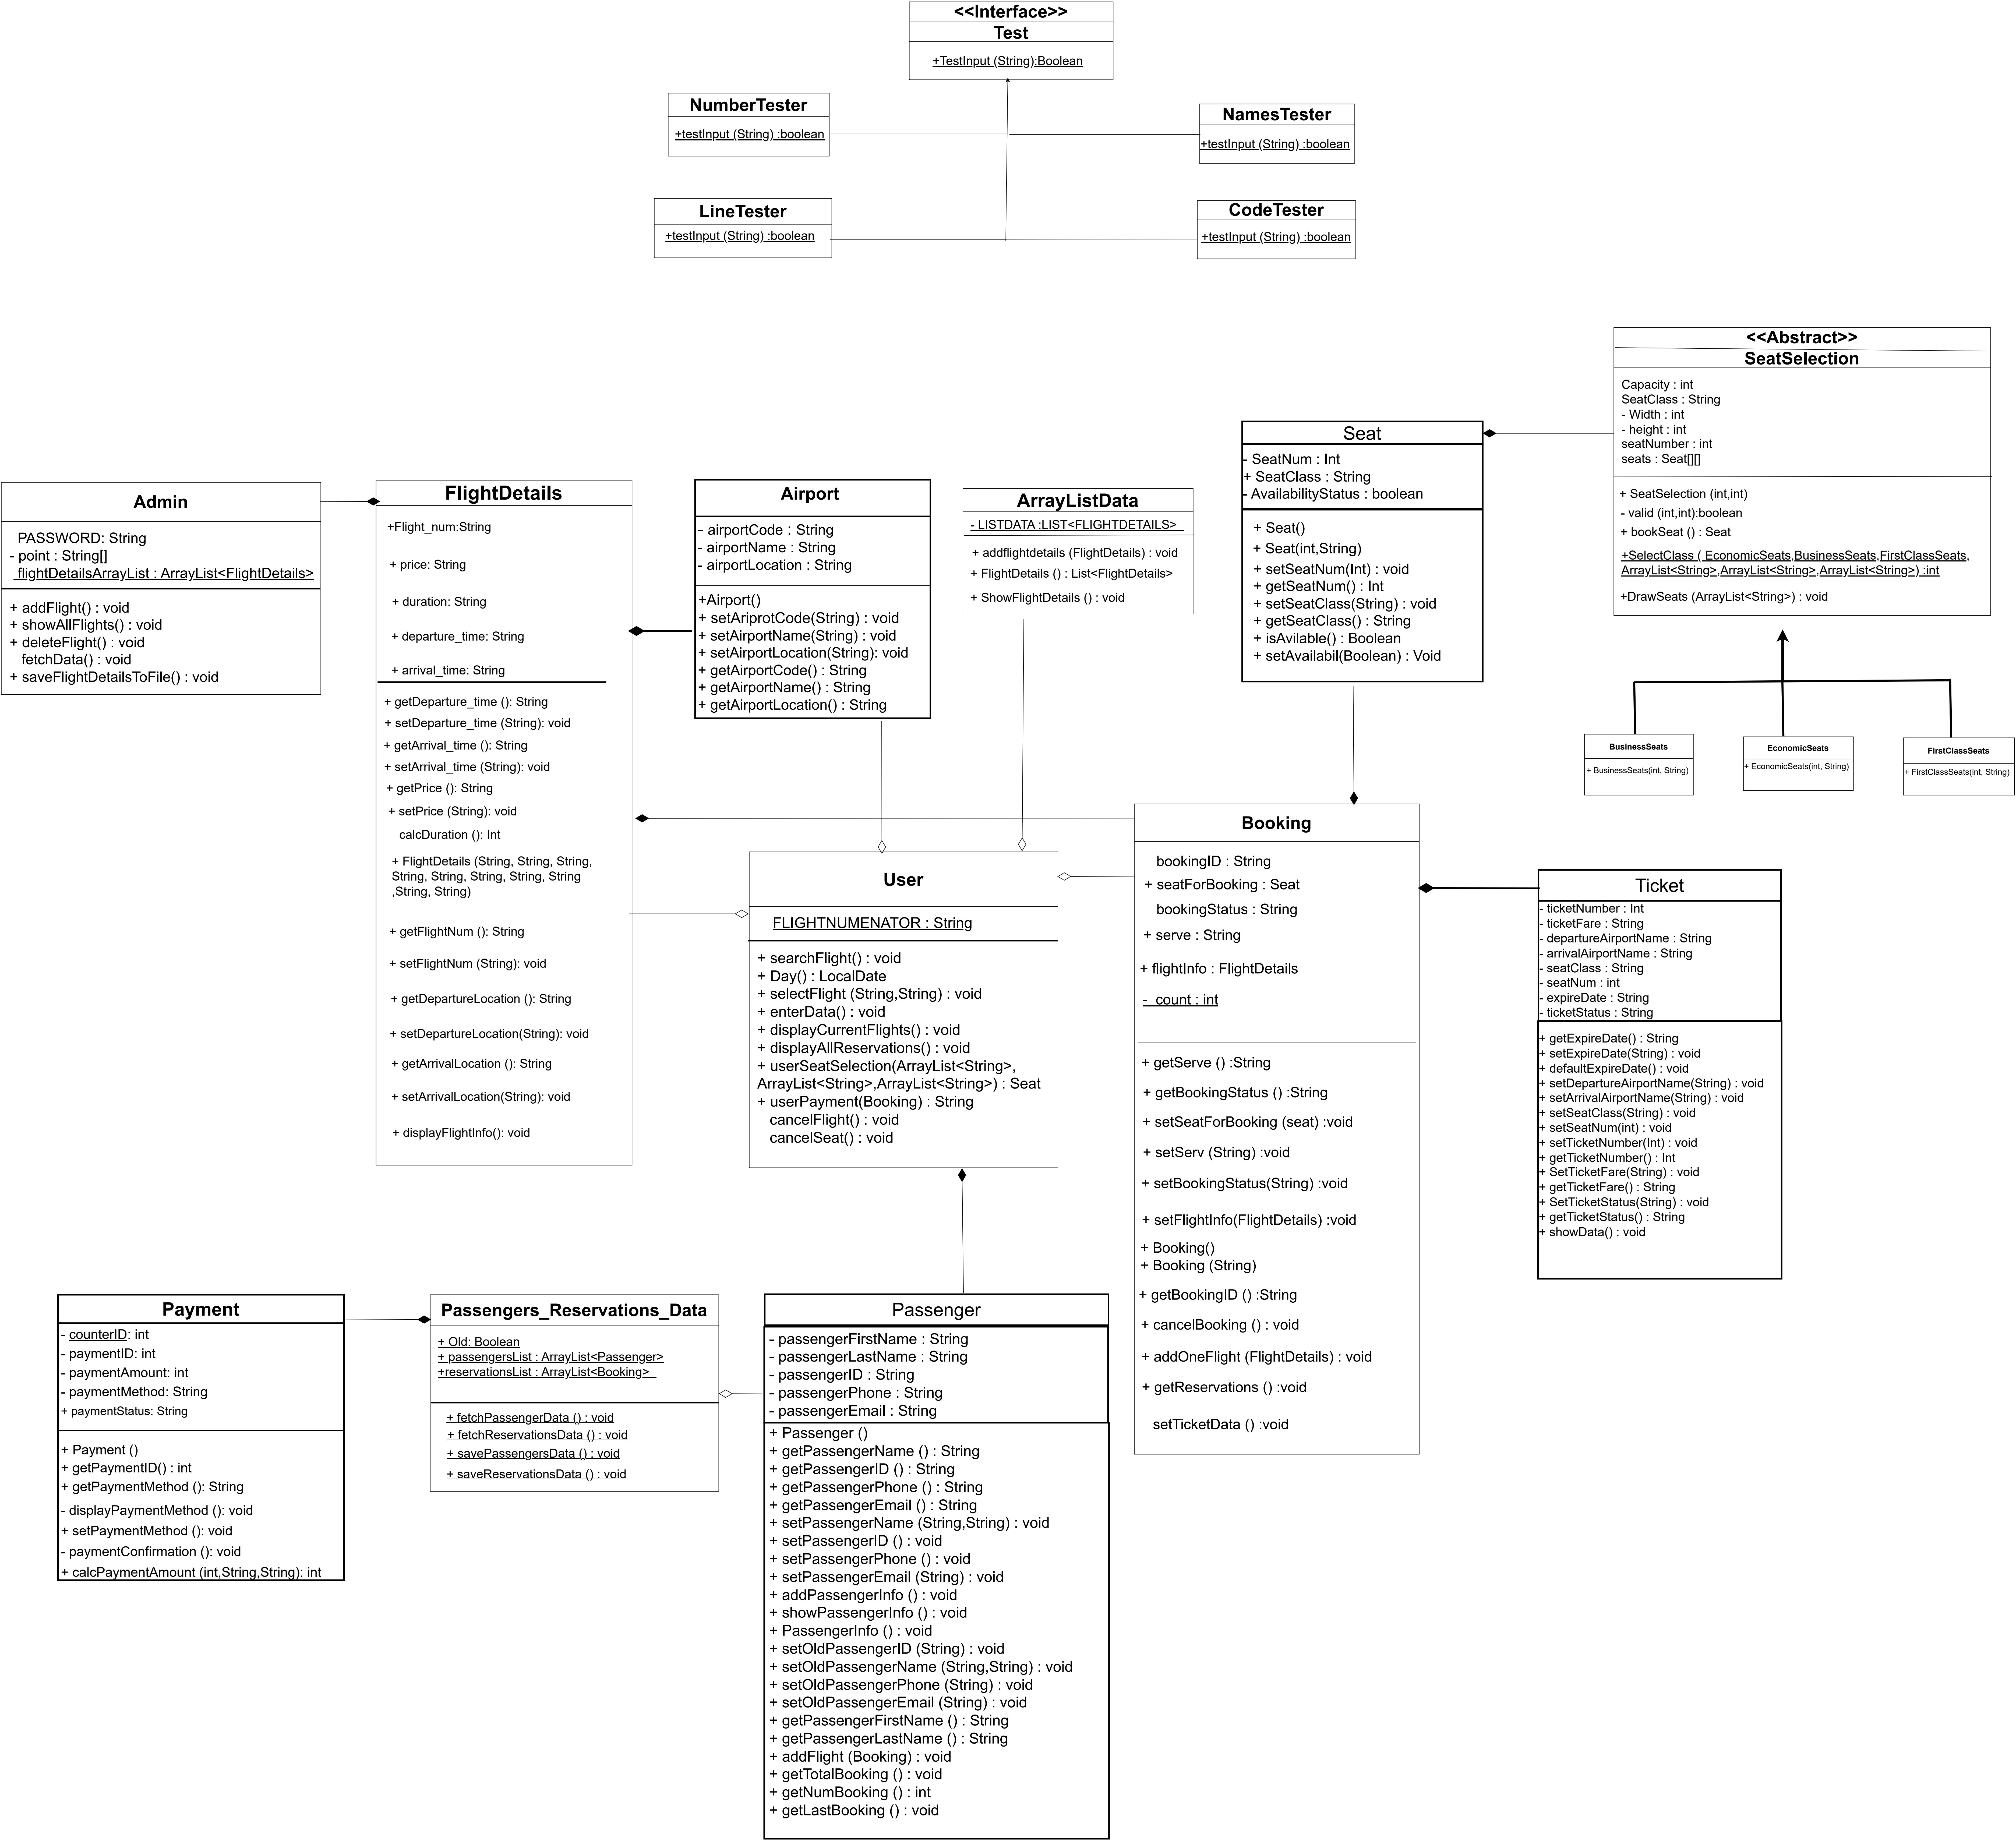 <<Interface>>
Test
+TestInput (String):Boolean
NumberTester
+testInput (String) :boolean
NamesTester
+testInput (String) :boolean
LineTester
+testInput (String) :boolean
CodeTester
+testInput (String) :boolean
<<Abstract>>
SeatSelection
Capacity : int
SeatClass : String
- Width : int
- height : int
seatNumber : int
seats : Seat[][]
+ SeatSelection (int,int)
- valid (int,int):boolean
+ bookSeat () : Seat
+SelectClass ( EconomicSeats,BusinessSeats,FirstClassSeats,
ArrayList<String>,ArrayList<String>,ArrayList<String>) :int
+DrawSeats (ArrayList<String>) : void
Seat
- SeatNum : Int
+ SeatClass : String
- AvailabilityStatus : boolean
+ Seat()
+ Seat(int,String)
+ setSeatNum(Int) : void
+ getSeatNum() : Int
+ setSeatClass(String) : void
+ getSeatClass() : String
+ isAvilable() : Boolean
+ setAvailabil(Boolean) : Void
Admin
PASSWORD: String
- point : String[]
flightDetailsArrayList : ArrayList<FlightDetails>
+ addFlight() : void
+ showAllFlights() : void
+ deleteFlight() : void
fetchData() : void
+ saveFlightDetailsToFile() : void
FlightDetails
+Flight_num:String
+ price: String
+ duration: String
+ departure_time: String
+ arrival_time: String
+ getDeparture_time (): String
+ setDeparture_time (String): void
+ getArrival_time (): String
+ setArrival_time (String): void
+ getPrice (): String
+ setPrice (String): void
calcDuration (): Int
+ FlightDetails (String, String, String,
String, String, String, String, String
,String, String)
+ getFlightNum (): String
+ setFlightNum (String): void
+ getDepartureLocation (): String
+ setDepartureLocation(String): void
+ getArrivalLocation (): String
+ setArrivalLocation(String): void
+ displayFlightInfo(): void
Airport
- airportCode : String
- airportName : String
- airportLocation : String
+Airport()
+ setAriprotCode(String) : void
+ setAirportName(String) : void
+ setAirportLocation(String): void
+ getAirportCode() : String
+ getAirportName() : String
+ getAirportLocation() : String
ArrayListData
- LISTDATA :LIST<FLIGHTDETAILS>
+ addflightdetails (FlightDetails) : void
+ FlightDetails () : List<FlightDetails>
+ ShowFlightDetails () : void
BusinessSeats
+ BusinessSeats(int, String)
EconomicSeats
+ EconomicSeats(int, String)
FirstClassSeats
+ FirstClassSeats(int, String)
User
FLIGHTNUMENATOR : String
+ searchFlight() : void
+ Day() : LocalDate
+ selectFlight (String,String) : void
+ enterData() : void
+ displayCurrentFlights() : void
+ displayAllReservations() : void
+ userSeatSelection(ArrayList<String>,
ArrayList<String>,ArrayList<String>) : Seat
+ userPayment(Booking) : String
cancelFlight() : void
cancelSeat() : void
Booking
bookingID : String
+ seatForBooking : Seat
bookingStatus : String
+ serve : String
+ flightInfo : FlightDetails
- count : int
+ getServe () :String
+ getBookingStatus () :String
+ setSeatForBooking (seat) :void
+ setServ (String) :void
+ setBookingStatus(String) :void
+ setFlightInfo(FlightDetails) :void
+ Booking()
+ Booking (String)
+ getBookingID () :String
+ cancelBooking () : void
+ addOneFlight (FlightDetails) : void
+ getReservations () :void
setTicketData () :void
Ticket
- ticketNumber : Int
- ticketFare : String
- departureAirportName : String
- arrivalAirportName : String
- seatClass : String
- seatNum : int
- expireDate : String
- ticketStatus : String
+ getExpireDate() : String
+ setExpireDate(String) : void
+ defaultExpireDate() : void
+ setDepartureAirportName(String) : void
+ setArrivalAirportName(String) : void
+ setSeatClass(String) : void
+ setSeatNum(int) : void
+ setTicketNumber(Int) : void
+ getTicketNumber() : Int
+ SetTicketFare(String) : void
+ getTicketFare() : String
+ SetTicketStatus(String) : void
+ getTicketStatus() : String
+ showData() : void
Payment
- counterID: int
- paymentID: int
- paymentAmount: int
- paymentMethod: String
+ paymentStatus: String
+ Payment ()
+ getPaymentID() : int
+ getPaymentMethod (): String
- displayPaymentMethod (): void
+ setPaymentMethod (): void
- paymentConfirmation (): void
+ calcPaymentAmount (int,String,String): int
Passengers_Reservations_Data
+ Old: Boolean
+ passengersList : ArrayList<Passenger>
+reservationsList : ArrayList<Booking>
+ fetchPassengerData () : void
+ fetchReservationsData () : void
+ savePassengersData () : void
+ saveReservationsData () : void
Passenger
- passengerFirstName : String
- passengerLastName : String
- passengerID : String
- passengerPhone : String
- passengerEmail : String
+ Passenger ()
+ getPassengerName () : String
+ getPassengerID () : String
+ getPassengerPhone () : String
+ getPassengerEmail () : String
+ setPassengerName (String,String) : void
+ setPassengerID () : void
+ setPassengerPhone () : void
+ setPassengerEmail (String) : void
+ addPassengerInfo () : void
+ showPassengerInfo () : void
+ PassengerInfo () : void
+ setOldPassengerID (String) : void
+ setOldPassengerName (String,String) : void
+ setOldPassengerPhone (String) : void
+ setOldPassengerEmail (String) : void
+ getPassengerFirstName () : String
+ getPassengerLastName () : String
+ addFlight (Booking) : void
+ getTotalBooking () : void
+ getNumBooking () : int
+ getLastBooking () : void